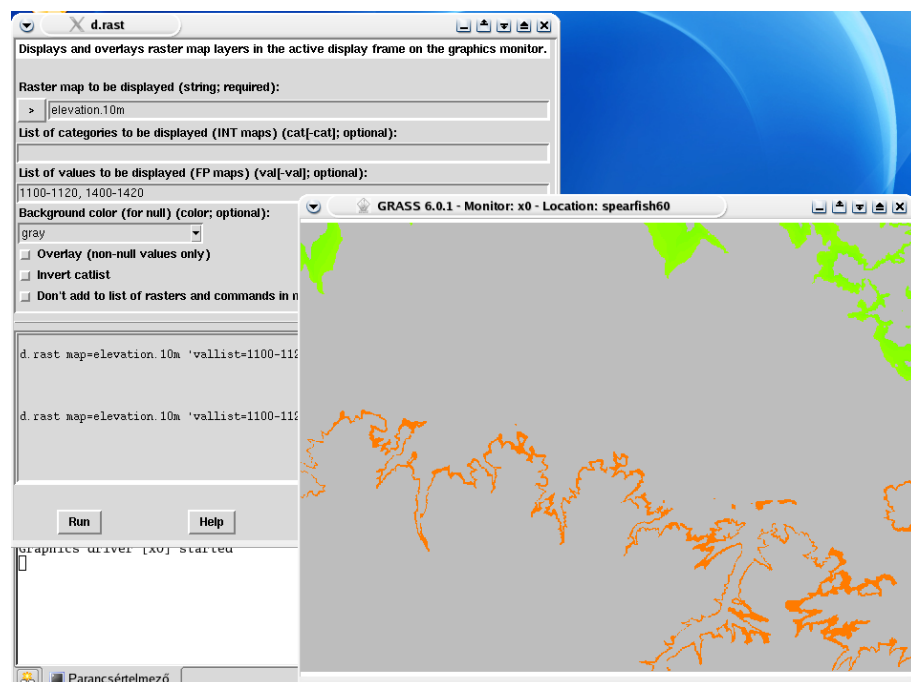 d.rast
Displays and overlays raster map layers in the active display frame on the graphics monitor.
Raster map to be displayed (string; required):
> elevation.10m
List of categories to be displayed (INT maps) (cat[-cat]; optional):
List of values to be displayed (FP maps) (val[-val]; optional):
1100-1120, 1400-1420
Background color (for null) (color; optional):
gray
Overlay (non-null values only)
Invert catlist
Don't add to list of rasters and commands in
d.rast map=elevation.10m 'vallist=1100-112
d.rast map=elevation.10m 'vallist=1100-112
Run Help
Graphics driver [x0] started
Parancsértelmező
GRASS 6.0.1 - Monitor: x0 - Location: spearfish60